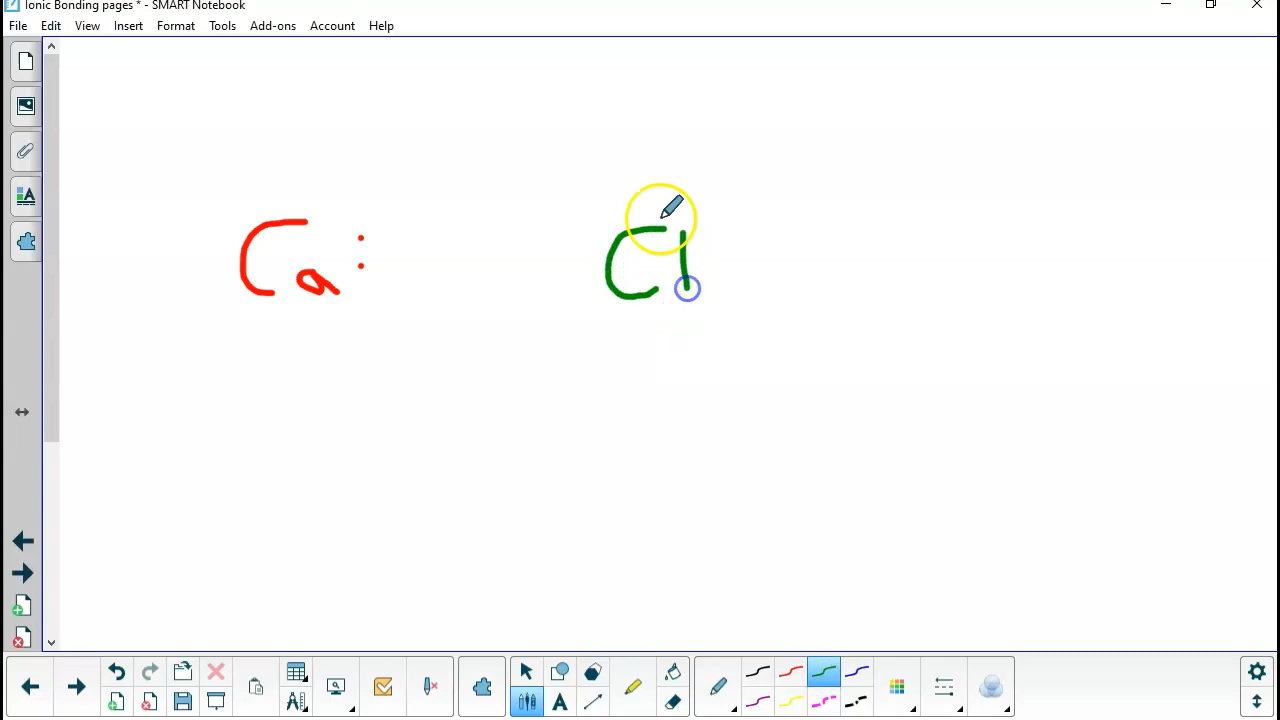 Ionic Bonding pages * - SMART Notebook
File Edit View Insert Format Tools Add-ons Account Help
Ca: Cl